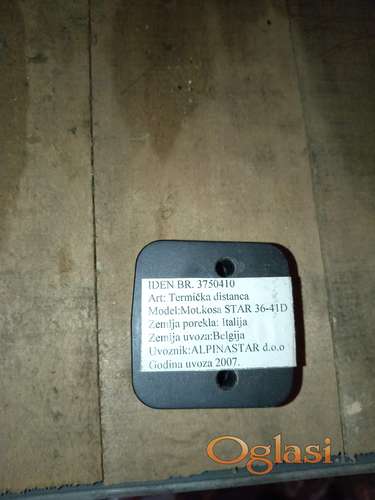 IDEN BR. 3750410
Art: Termička distanca
Model:Mot.kosa STAR 36-41D
Zemlja porekla: Italija
Zemlja uvoza:Belgija
Uvoznik:ALPINASTAR d.o.o
Godina uvoza 2007.
Oglasi